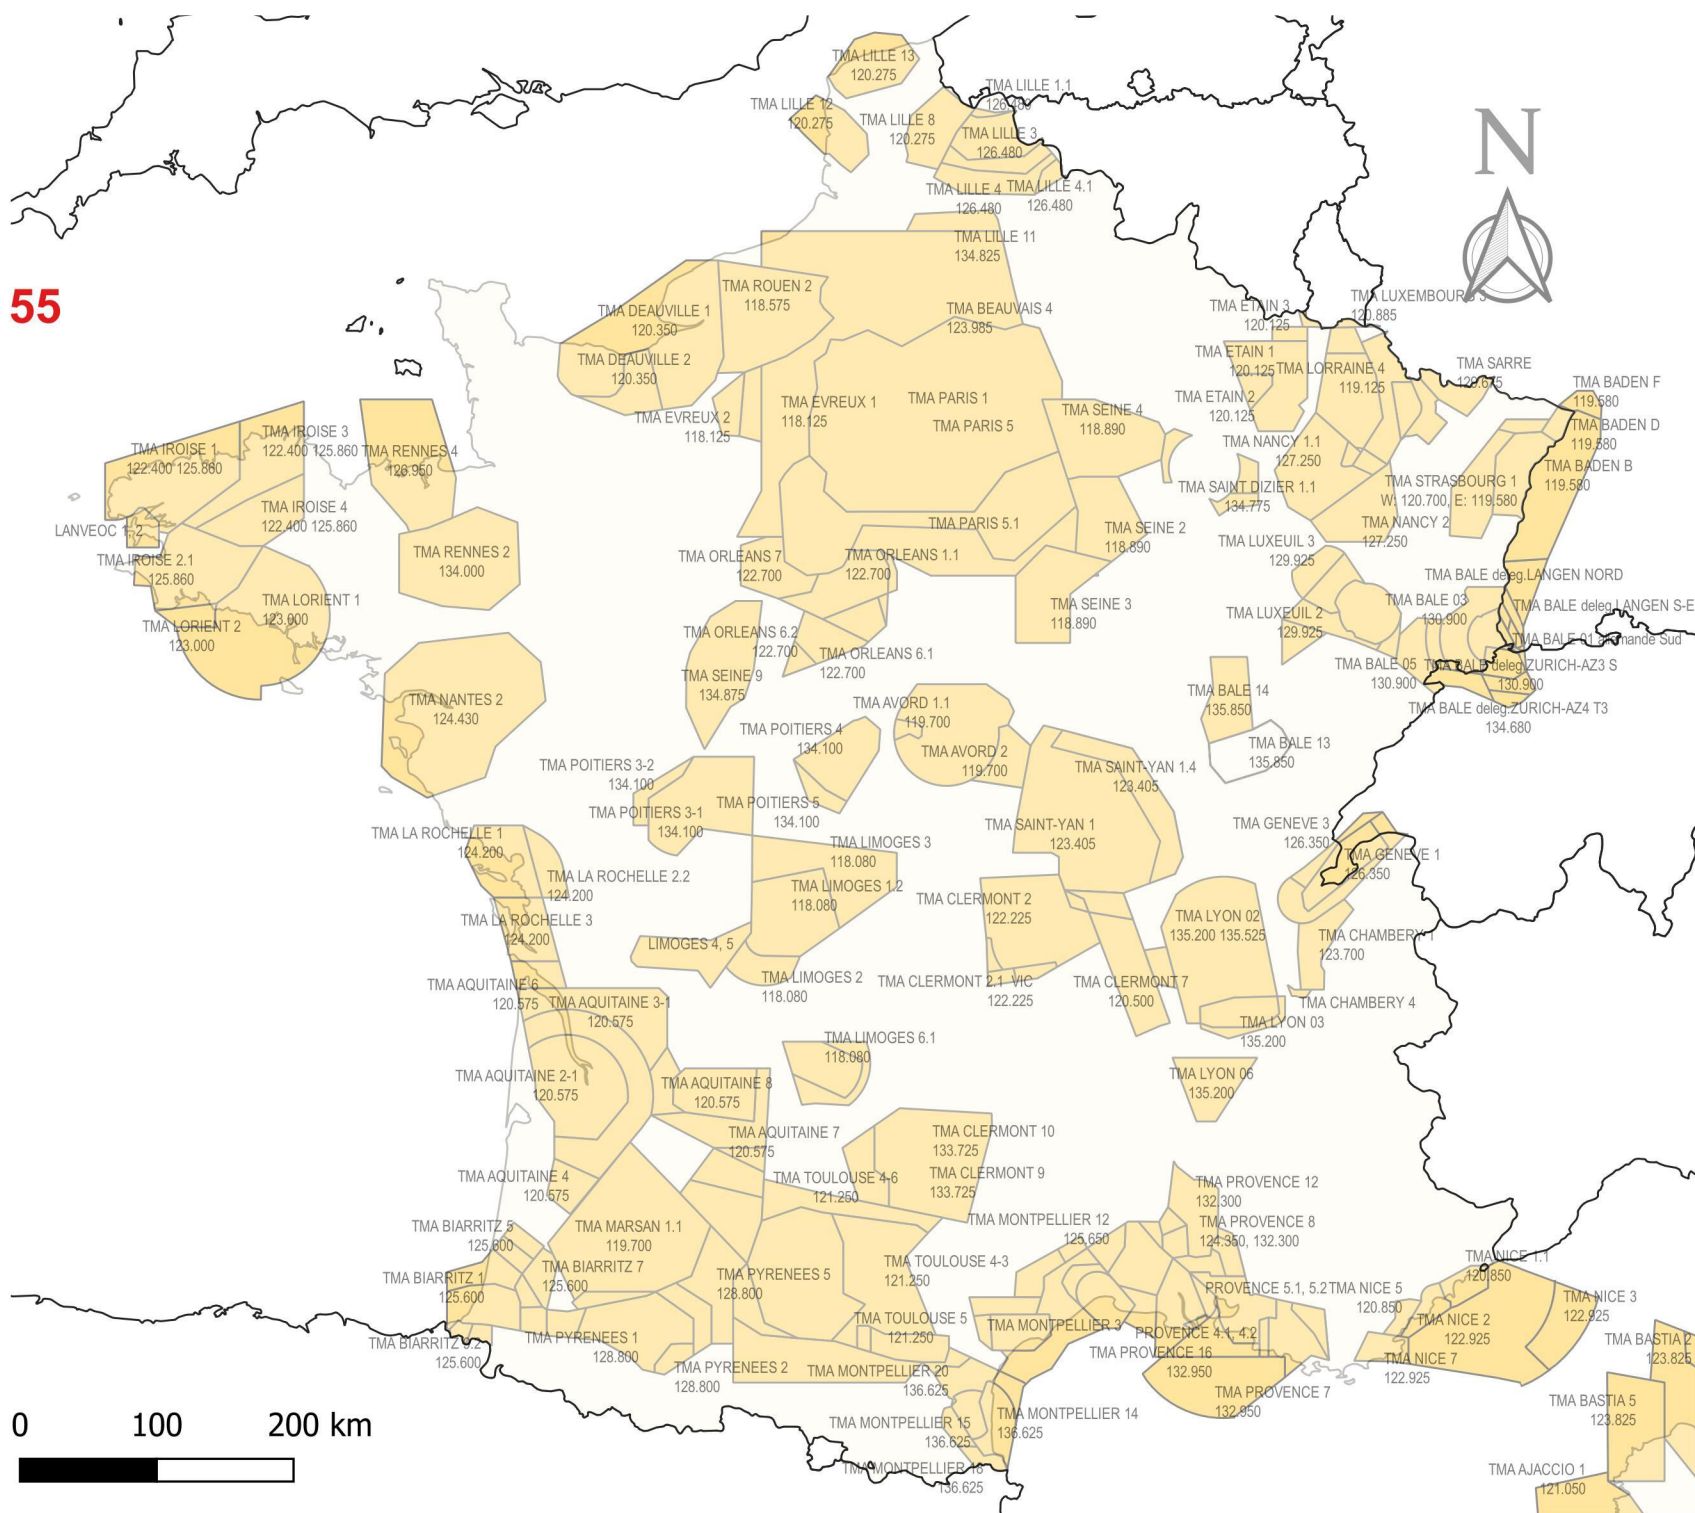 TMA LILLE 13
120.275
TMA LILLE 12
120.275
TMA LILLE 8
120.275
TMA LILLE 1.1
126.480
TMA LILLE 3
126.480
TMA LILLE 4
126.480
TMA LILLE 4.1
126.480
N
TMA LILLE 11
134.825
55
TMA ROUEN 2
118.575
TMA DEAUVILLE 1
120.350
TMA DEAUVILLE 2
120.350
TMA BEAUVAIS 4
123.985
TMA ETAIN 3
120.125
TMA LUXEMBOURG 3
120.885
TMA ETAIN 1
120.125
TMA LORRAINE 4
119.125
TMA SARRE
129.675
TMA BADEN F
119.580
TMA ETAIN 2
120.125
TMA EVREUX 2
118.125
TMA EVREUX 1
118.125
TMA PARIS 1
TMA PARIS 5
TMA SEINE 4
118.890
TMA BADEN D
119.580
TMA NANCY 1.1
127.250
TMA BADEN B
119.580
TMA IROISE 1
122.400 125.860
TMA IROISE 3
122.400 125.860
TMA RENNES 4
126.950
TMA SAINT DIZIER 1.1
134.775
TMA STRASBOURG 1
W: 120.700, E: 119.580
TMA IROISE 4
122.400 125.860
LANVEOC 1, 2
TMA PARIS 5.1
TMA SEINE 2
118.890
TMA NANCY 2
127.250
TMA IROISE 2.1
125.860
TMA RENNES 2
134.000
TMA ORLEANS 7
122.700
TMA ORLEANS 1.1
122.700
TMA LUXEUIL 3
129.925
TMA BALE deleg.LANGEN NORD
TMA LORIENT 1
123.000
TMA LORIENT 2
123.000
TMA SEINE 3
118.890
TMA LUXEUIL 2
129.925
TMA BALE 03
130.900
TMA BALE deleg.LANGEN S-E
TMA BALE 01 allemande Sud
TMA ORLEANS 6.2
122.700
TMA ORLEANS 6.1
122.700
TMA SEINE 9
134.875
TMA BALE 05
130.900
TMA BALE deleg.ZURICH-AZ3 S
130.900
TMA BALE 14
135.850
TMA BALE deleg.ZURICH-AZ4 T3
134.680
TMA NANTES 2
124.430
TMA AVORD 1.1
119.700
TMA POITIERS 4
134.100
TMA AVORD 2
119.700
TMA BALE 13
135.850
TMA POITIERS 3-2
134.100
TMA SAINT-YAN 1.4
123.405
TMA POITIERS 3-1
134.100
TMA POITIERS 5
134.100
TMA LA ROCHELLE 1
124.200
TMA LIMOGES 3
118.080
TMA SAINT-YAN 1
123.405
TMA GENEVE 3
126.350
TMA GENEVE 1
126.350
TMA LA ROCHELLE 2.2
124.200
TMA LIMOGES 1.2
118.080
TMA CLERMONT 2
122.225
TMA LA ROCHELLE 3
124.200
TMA LYON 02
135.200 135.525
LIMOGES 4, 5
TMA CHAMBERY 1
123.700
TMA LIMOGES 2
118.080
TMA CLERMONT 2.1 VIC
122.225
TMA CLERMONT 7
120.500
TMA AQUITAINE 6
120.575
TMA AQUITAINE 3-1
120.575
TMA CHAMBERY 4
TMA LYON 03
135.200
TMA LIMOGES 6.1
118.080
TMA AQUITAINE 2-1
120.575
TMA AQUITAINE 8
120.575
TMA LYON 06
135.200
TMA AQUITAINE 7
120.575
TMA CLERMONT 10
133.725
TMA AQUITAINE 4
120.575
TMA TOULOUSE 4-6
121.250
TMA CLERMONT 9
133.725
TMA PROVENCE 12
132.300
TMA BIARRITZ 5
125.600
TMA MARSAN 1.1
119.700
TMA MONTPELLIER 12
125.650
TMA PROVENCE 8
124.350, 132.300
TMA BIARRITZ 1
125.600
TMA BIARRITZ 7
125.600
TMA PYRENEES 5
128.800
TMA TOULOUSE 4-3
121.250
TMA NICE 1.1
120.850
PROVENCE 5.1, 5.2
TMA NICE 5
120.850
TMA NICE 3
122.925
TMA NICE 2
122.925
TMA TOULOUSE 5
121.250
TMA MONTPELLIER 3
PROVENCE 4.1, 4.2
TMA PYRENEES 1
128.800
125.600
TMA PROVENCE 16
132.950
TMA NICE 7
122.925
TMA BASTIA 2
123.825
TMA PYRENEES 2
128.800
TMA MONTPELLIER 20
136.625
TMA PROVENCE 7
132.950
TMA BASTIA 5
123.825
TMA MONTPELLIER 15
136.625
TMA MONTPELLIER 14
136.625
0 100 200 km
TMA MONTPELLIER 18
136.625
TMA AJACCIO 1
121.050